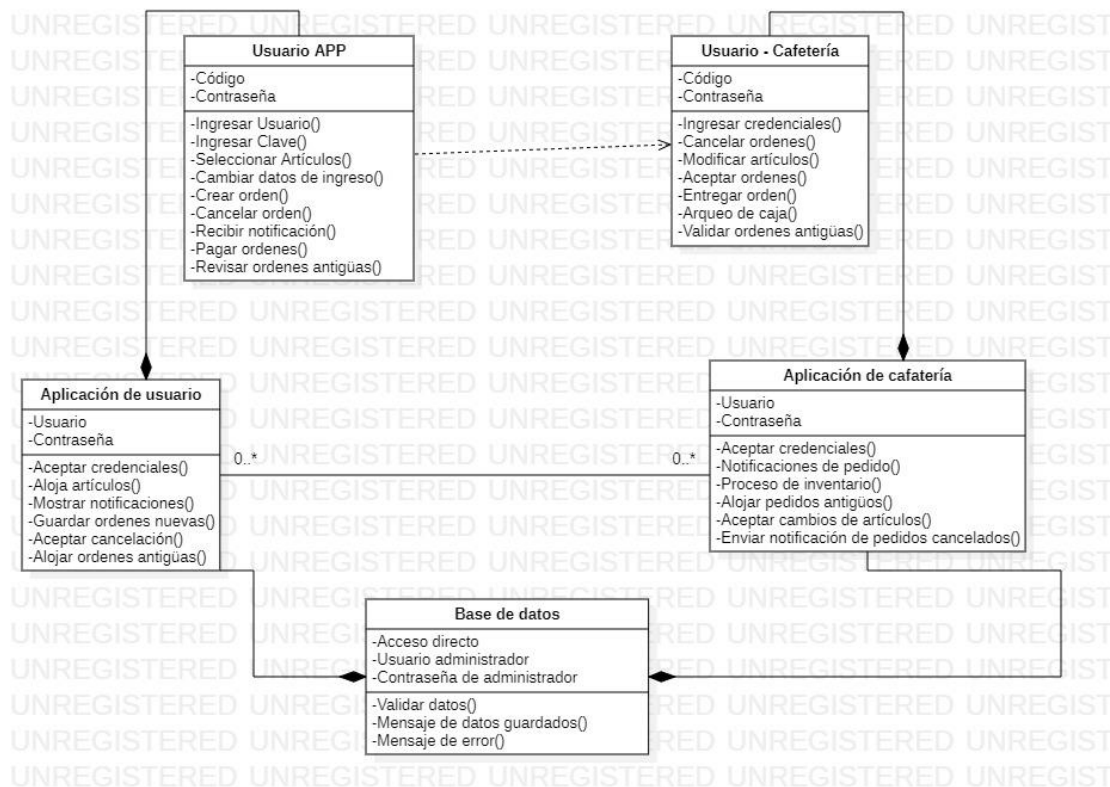 Usuario APP
-Código
-Contraseña
-Ingresar Usuario()
-Ingresar Clave()
-Seleccionar Artículos()
-Cambiar datos de ingreso()
-Crear orden()
-Cancelar orden()
-Recibir notificación()
-Pagar ordenes()
-Revisar ordenes antigüas()
Usuario - Cafetería
-Código
-Contraseña
-Ingresar credenciales()
-Cancelar ordenes()
-Modificar artículos()
-Aceptar ordenes()
-Entregar orden()
-Arqueo de caja()
-Validar ordenes antigüas()
Aplicación de usuario
-Usuario
-Contraseña
-Aceptar credenciales()
-Aloja artículos()
-Mostrar notificaciones()
-Guardar ordenes nuevas()
-Aceptar cancelación()
-Alojar ordenes antigüas()
0..*
0..*
Aplicación de cafatería
-Usuario
-Contraseña
-Aceptar credenciales()
-Notificaciones de pedido()
-Proceso de inventario()
-Alojar pedidos antigüos()
-Aceptar cambios de artículos()
-Enviar notificación de pedidos cancelados()
Base de datos
-Acceso directo
-Usuario administrador
-Contraseña de administrador
-Validar datos()
-Mensaje de datos guardados()
-Mensaje de error()
UNREGISTERED